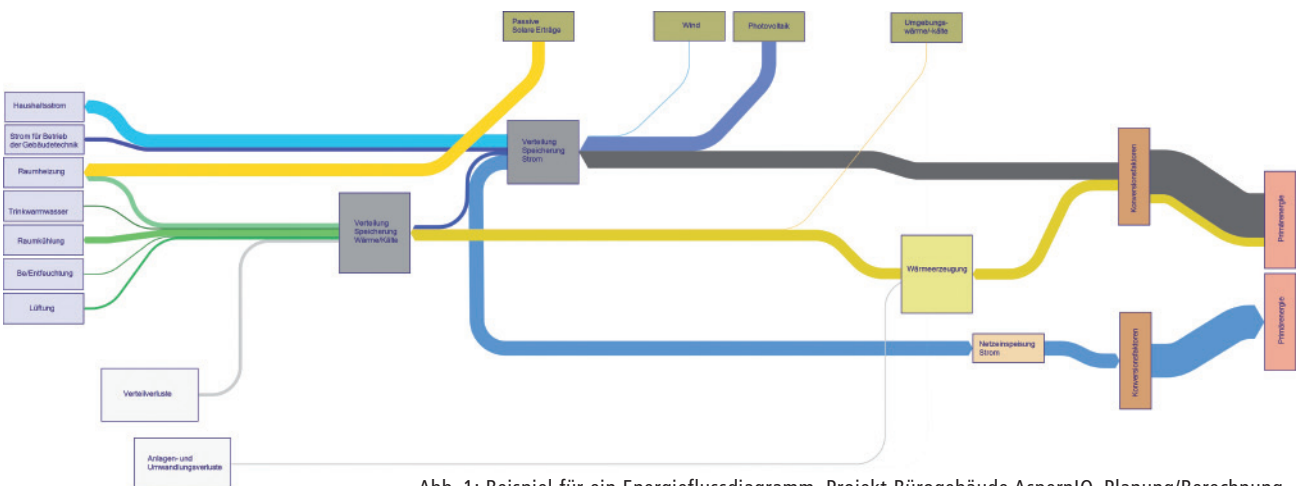 Passive
Solare Erträge
Wind
Photovoltaik
Umgebungs-
wärme/-kälte
Haushaltsstrom
Strom für Betrieb
der Gebäudetechnik
Raumheizung
Trinkwarmwasser
Raumkühlung
Be/Entfeuchtung
Lüftung
Verteilung
Speicherung
Strom
Verteilung
Speicherung
Wärme/Kälte
Wärmeerzeugung
Netzeinspeisung
Strom
Konversionsfaktoren
Primärenergie
Konversionsfaktoren
Primärenergie
Verteilverluste
Anlagen- und
Umwandlungsverluste
Abb. 1: Beispiel für ein Energieflussdiagramm, Projekt Bürogebäude AspernIQ, Planung/Berechnung